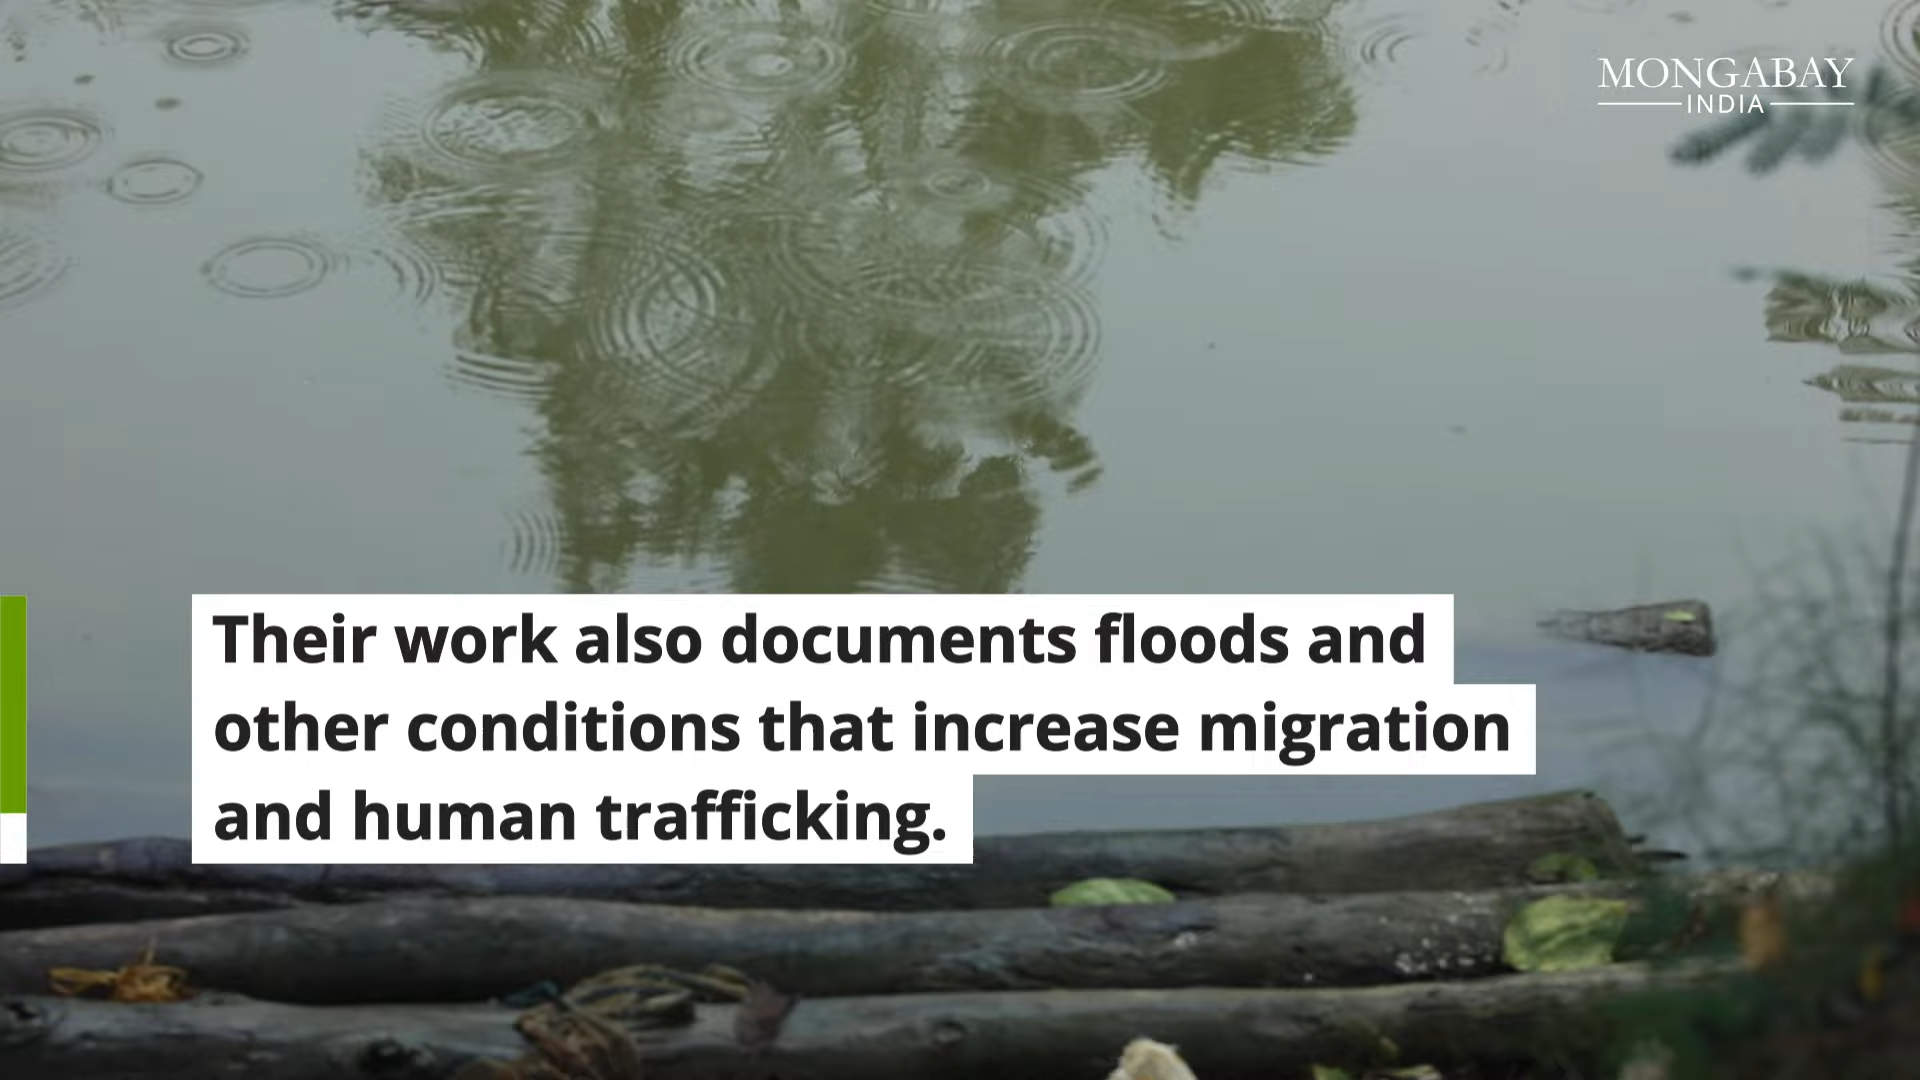 MONGABAY
INDIA
Their work also documents floods and
other conditions that increase migration
and human trafficking.